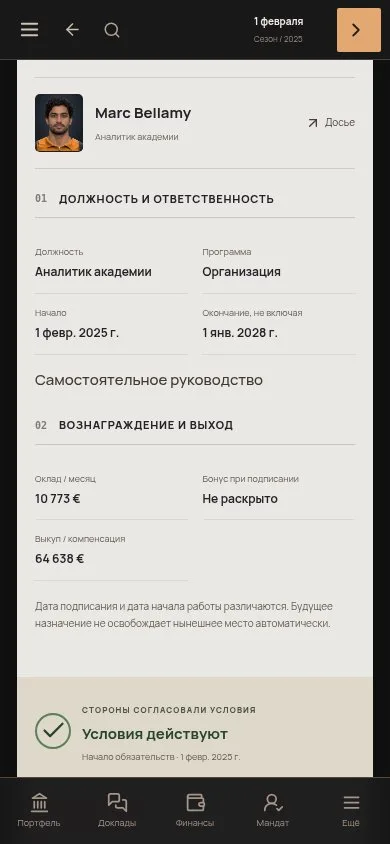 1 февраля
Сезон / 2025
Marc Bellamy
Аналитик академии
Досье
01 ДОЛЖНОСТЬ И ОТВЕТСТВЕННОСТЬ
Должность
Аналитик академии
Программа
Организация
Начало
1 февр. 2025 г.
Окончание, не включая
1 янв. 2028 г.
Самостоятельное руководство
02 ВОЗНАГРАЖДЕНИЕ И ВЫХОД
Оклад / месяц
10 773 €
Бонус при подписании
Не раскрыто
Выкуп / компенсация
64 638 €
Дата подписания и дата начала работы различаются. Будущее
назначение не освобождает нынешнее место автоматически.
СТОРОНЫ СОГЛАСОВАЛИ УСЛОВИЯ
Условия действуют
Начало обязательств · 1 февр. 2025 г.
Портфель
Доклады
Финансы
Мандат
Ещё